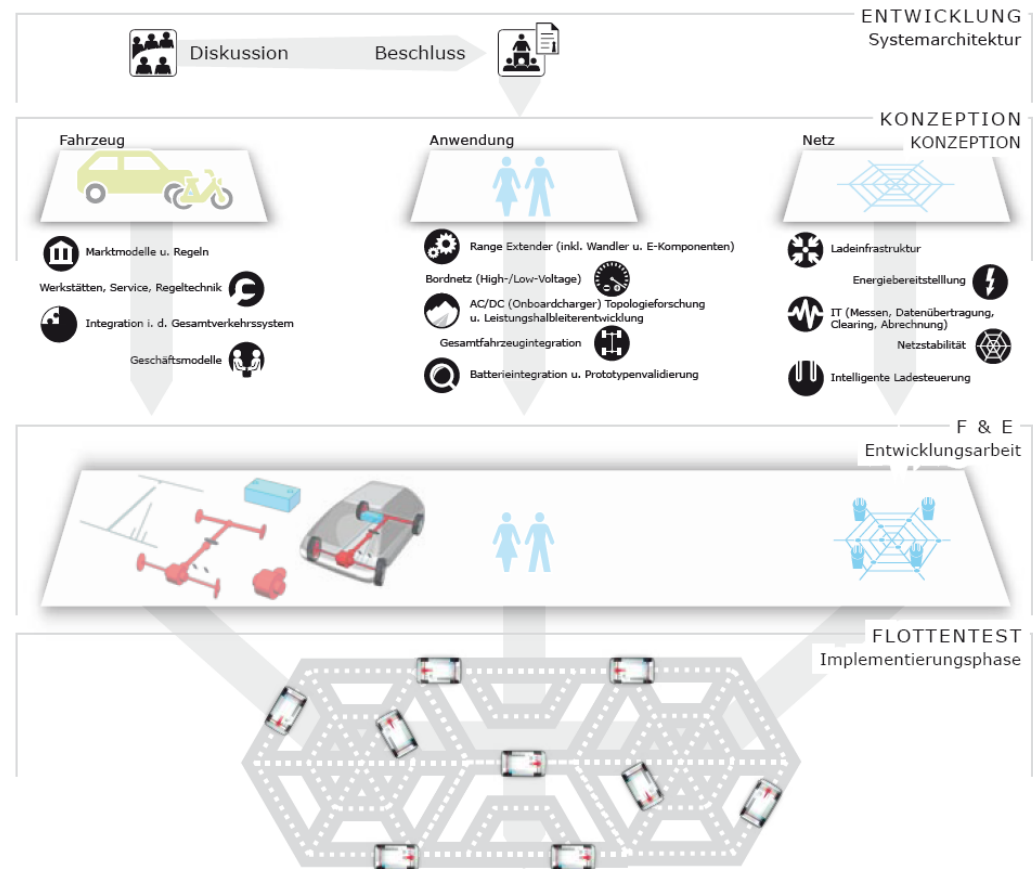 ENTWICKLUNG
Systemarchitektur
Diskussion
Beschluss
KONZEPTION
KONZEPTION
Fahrzeug
Marktmodelle u. Regeln
Werkstätten, Service, Regeltechnik
Integration i. d. Gesamtverkehrssystem
Geschäftsmodelle
Anwendung
Range Extender (inkl. Wandler u. E-Komponenten)
Bordnetz (High-/Low-Voltage)
AC/DC (Onboardcharger) Topologieforschung
u. Leistungshalbleiterentwicklung
Gesamtfahrzeugintegration
Batterieintegration u. Prototypenvalidierung
Netz
Ladeinfrastruktur
Energiebereitstelllung
IT (Messen, Datenübertragung,
Clearing, Abrechnung)
Netzstabilität
Intelligente Ladesteuerung
F & E
Entwicklungsarbeit
FLOTTENTEST
Implementierungsphase